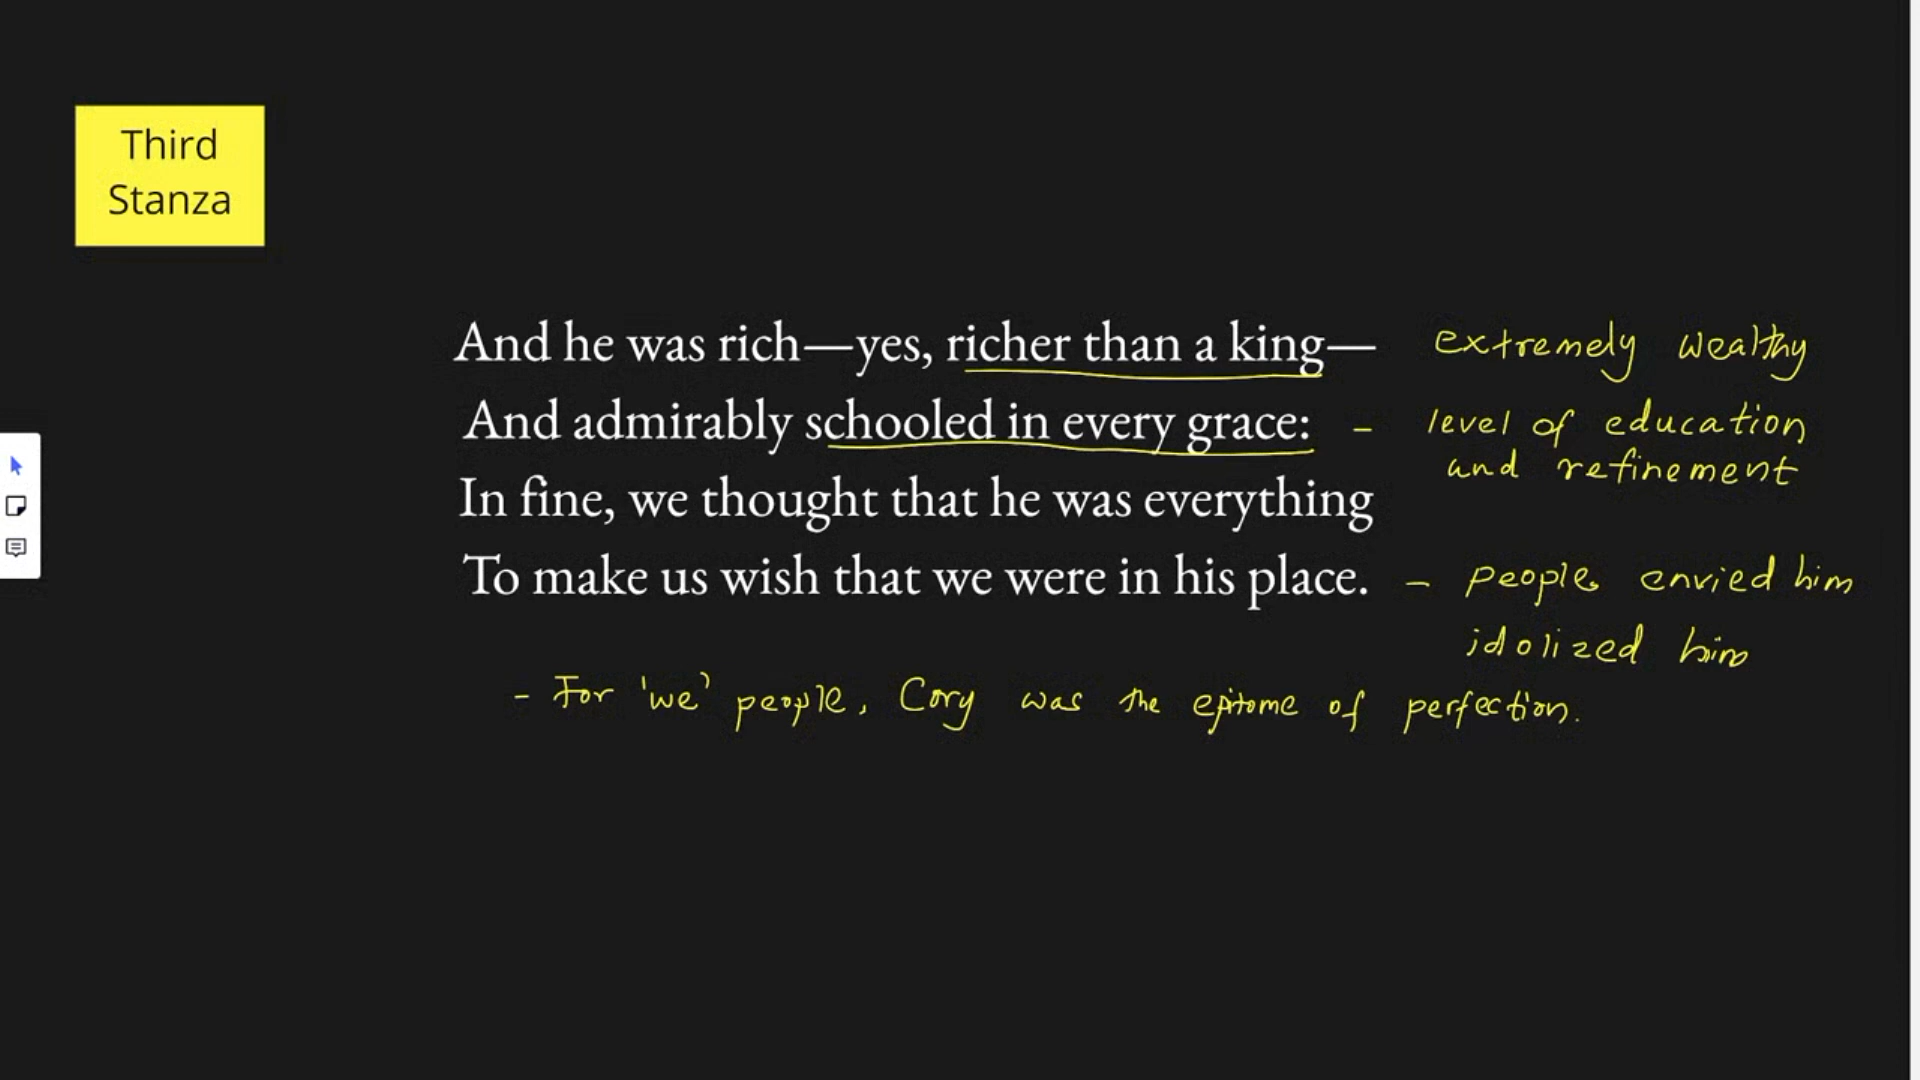 Third
Stanza
And he was rich—yes, richer than a king— extremely wealthy
And admirably schooled in every grace: - level of education
and refinement
In fine, we thought that he was everything
To make us wish that we were in his place. - people envied him
idolized him
- For 'we' people, Cory was the epitome of perfection.